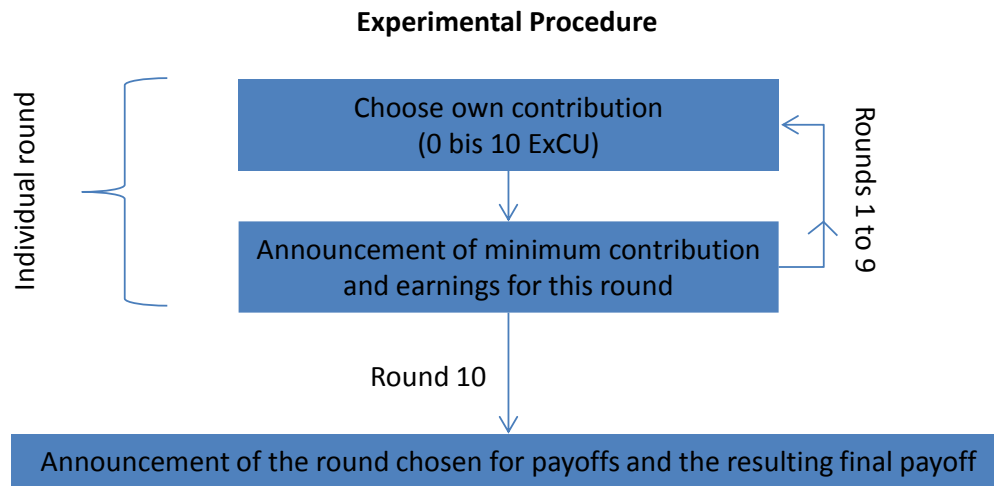 Experimental Procedure
Individual round
Choose own contribution
(0 bis 10 ExCU)
Rounds 1 to 9
Announcement of minimum contribution
and earnings for this round
Round 10
Announcement of the round chosen for payoffs and the resulting final payoff